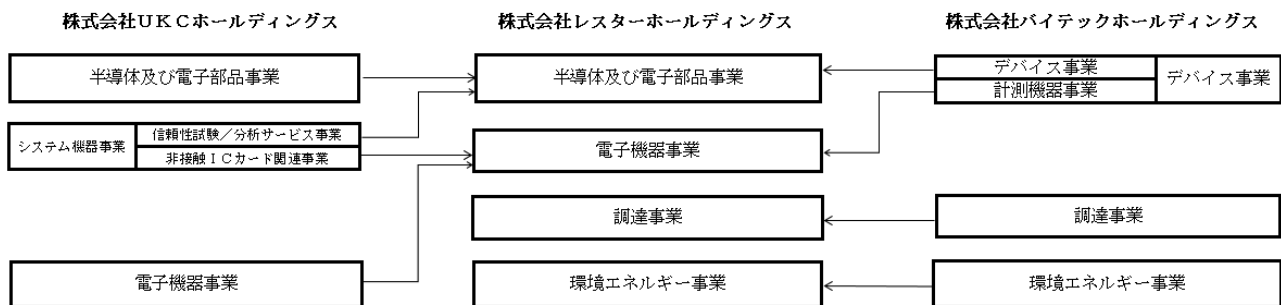 株式会社UKCホールディングス
株式会社レスターホールディングス
株式会社バイテックホールディングス
半導体及び電子部品事業
半導体及び電子部品事業
デバイス事業
計測機器事業
デバイス事業
システム機器事業
信頼性試験／分析サービス事業
非接触ICカード関連事業
電子機器事業
調達事業
調達事業
電子機器事業
環境エネルギー事業
環境エネルギー事業